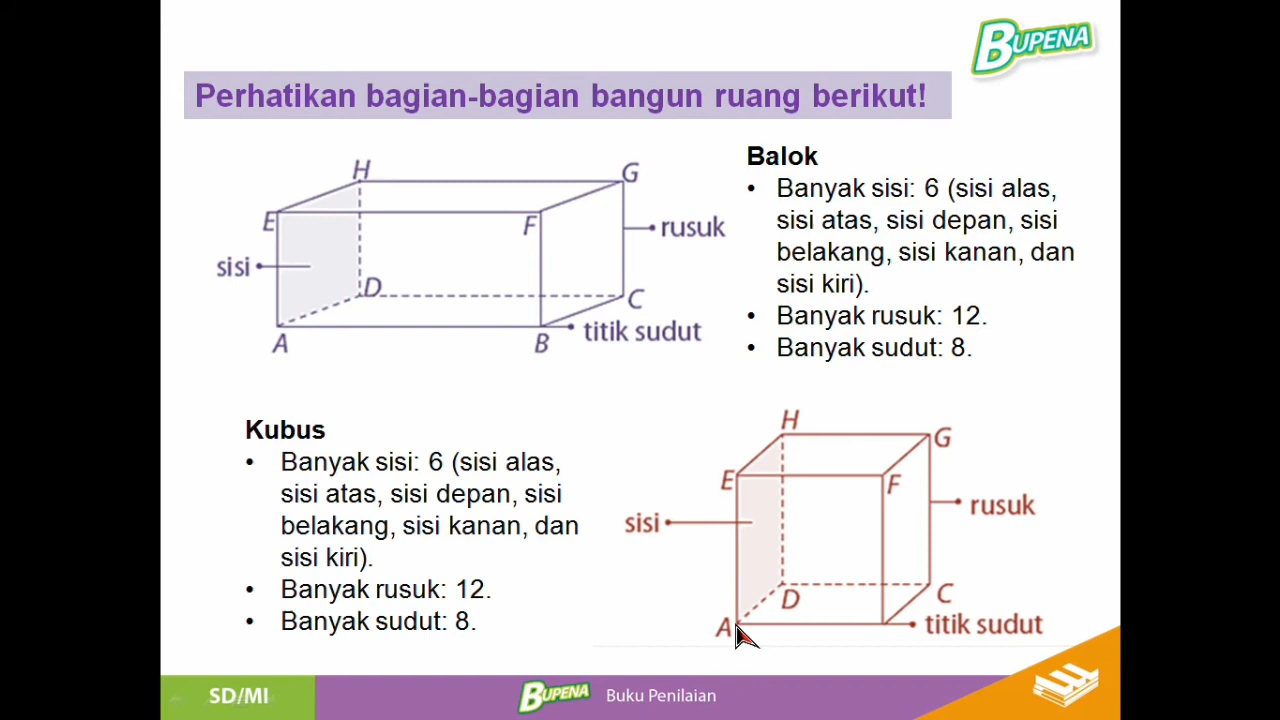 BUPENA
Perhatikan bagian-bagian bangun ruang berikut!
H
G
E
F
rusuk
sisi
D
C
titik sudut
A
B
Balok
• Banyak sisi: 6 (sisi alas,
sisi atas, sisi depan, sisi
belakang, sisi kanan, dan
sisi kiri).
• Banyak rusuk: 12.
• Banyak sudut: 8.
Kubus
• Banyak sisi: 6 (sisi alas,
sisi atas, sisi depan, sisi
belakang, sisi kanan, dan
sisi kiri).
• Banyak rusuk: 12.
• Banyak sudut: 8.
H
G
E
F
rusuk
sisi
D
C
A
titik sudut
SD/MI
BUPENA
Buku Penilaian